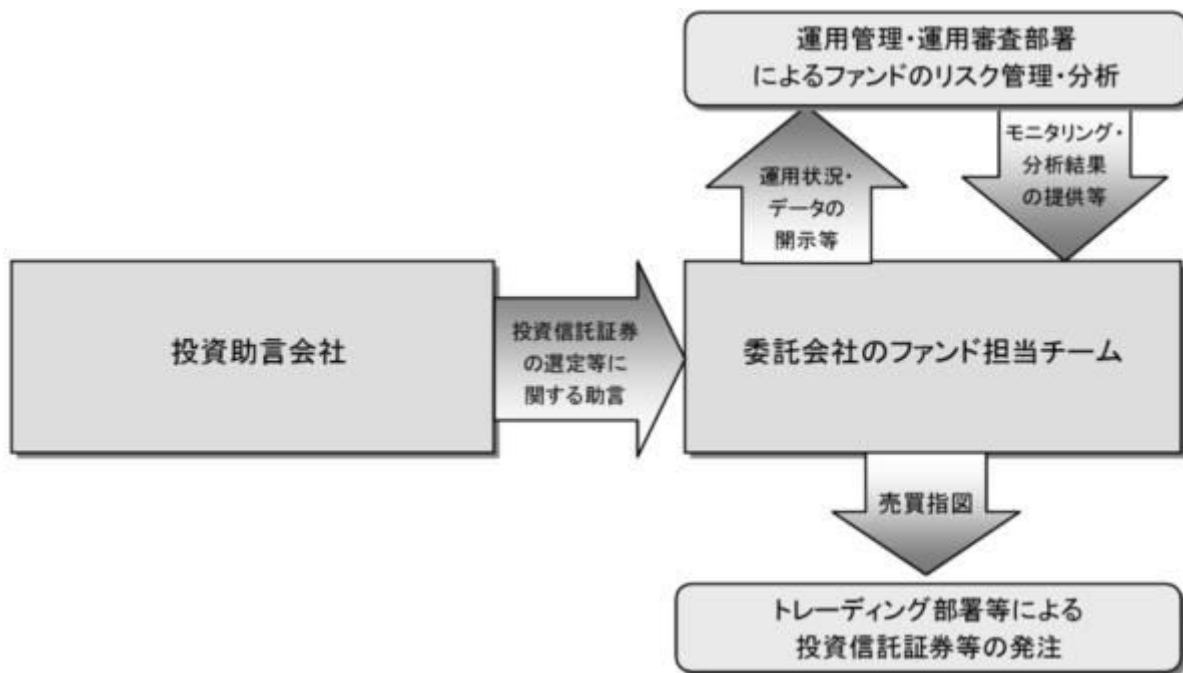 運用管理・運用審査部署
によるファンドのリスク管理・分析
運用状況・
データの
開示等
モニタリング・
分析結果
の提供等
投資助言会社
投資信託証券
の選定等に
関する助言
委託会社のファンド担当チーム
売買指図
トレーディング部署等による
投資信託証券等の発注